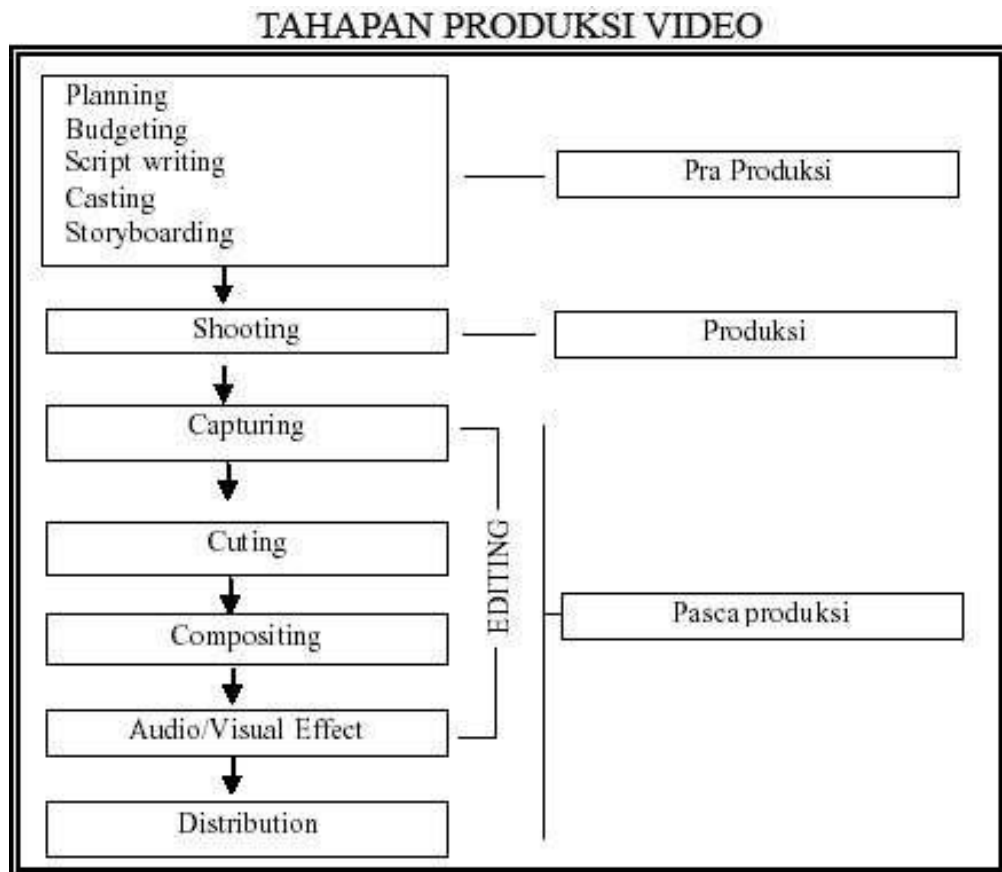 TAHAPAN PRODUKSI VIDEO
Planning
Budgeting
Script writing
Casting
Storyboarding
Pra Produksi
Shooting
Produksi
Capturing
Cuting
EDITING
Compositing
Pasca produksi
Audio/Visual Effect
Distribution